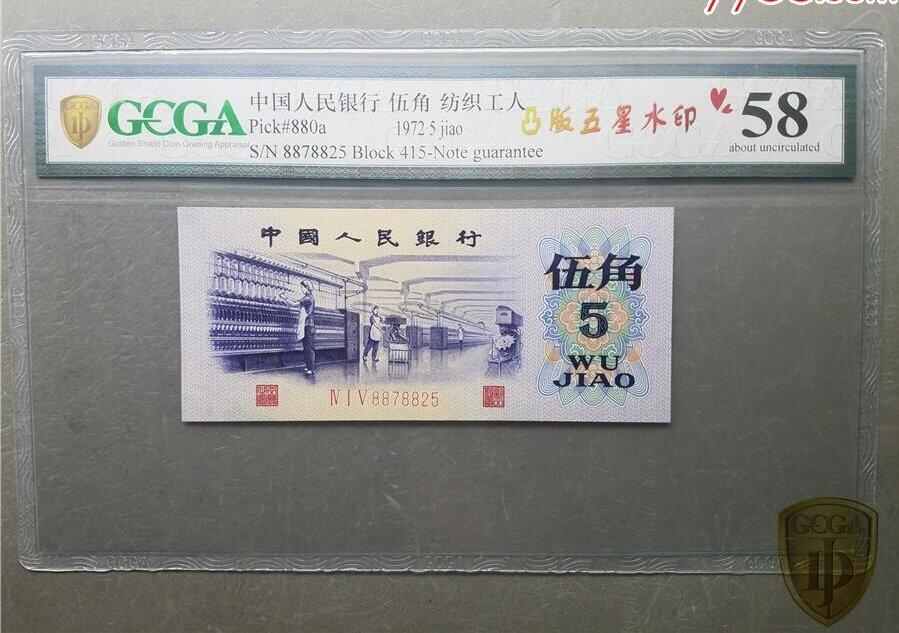 中国人民银行 伍角 纺织工人
GCGA
Pick#880a 1972 5 jiao
Golden Shield Coin Grading Appraisal
S/N 8878825 Block 415-Note guarantee
凸版五星水印
58
about uncirculated
中國人民銀行
伍角
5
WU
JIAO
ⅣⅠⅤ8878825
GCGA